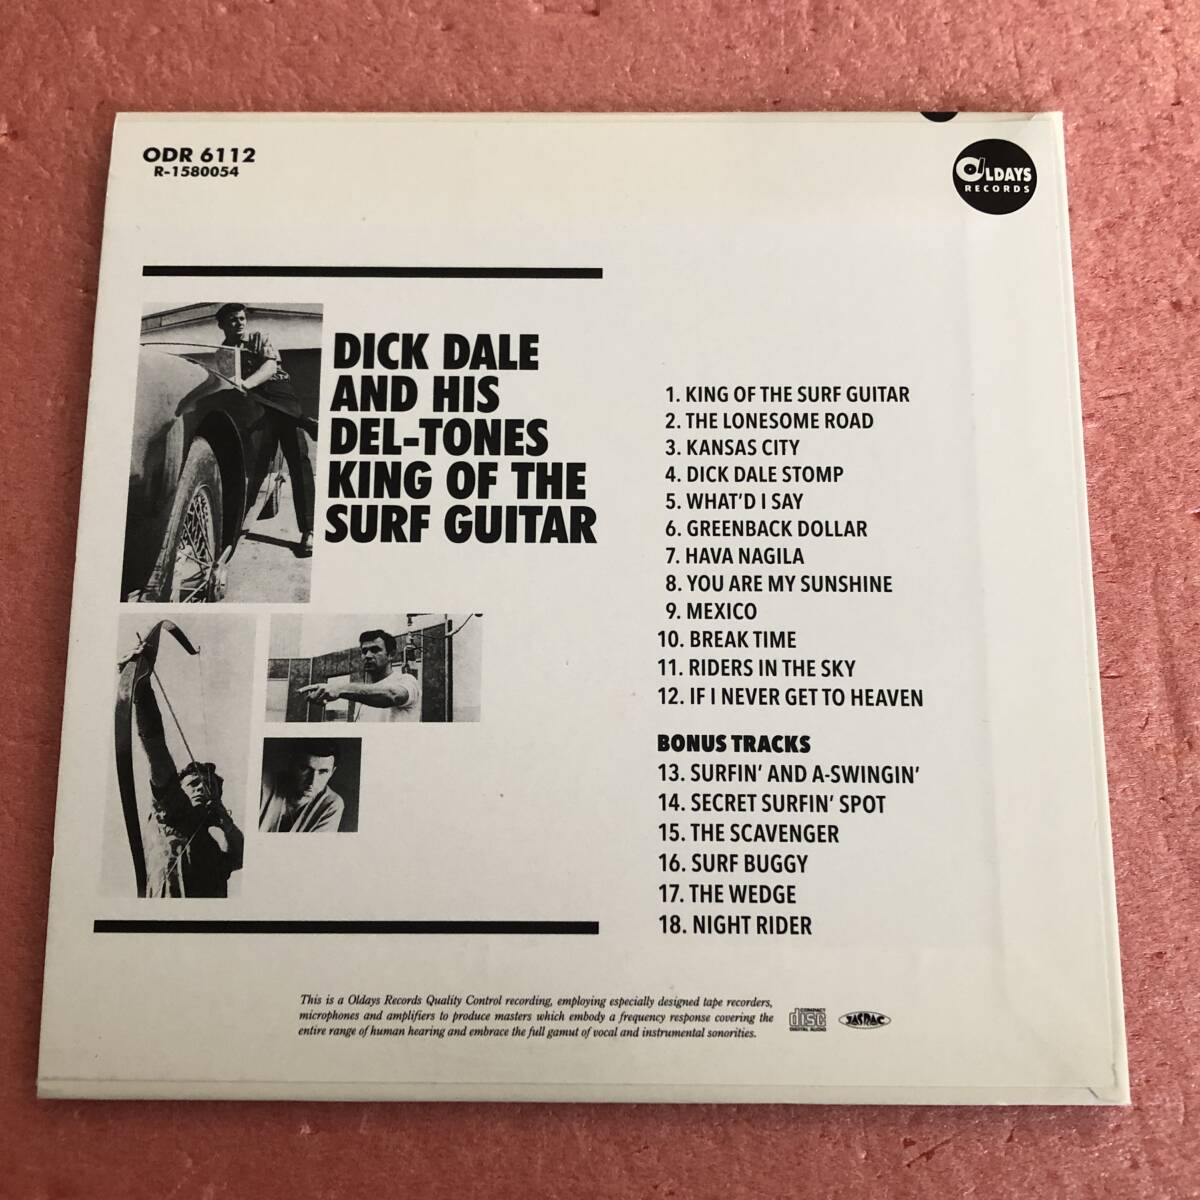 ODR 6112
R-1580054
OLDAYS
RECORDS
DICK DALE
AND HIS
DEL-TONES
KING OF THE
SURF GUITAR
1. KING OF THE SURF GUITAR
2. THE LONESOME ROAD
3. KANSAS CITY
4. DICK DALE STOMP
5. WHAT'D I SAY
6. GREENBACK DOLLAR
7. HAVA NAGILA
8. YOU ARE MY SUNSHINE
9. MEXICO
10. BREAK TIME
11. RIDERS IN THE SKY
12. IF I NEVER GET TO HEAVEN
BONUS TRACKS
13. SURFIN' AND A-SWINGIN'
14. SECRET SURFIN' SPOT
15. THE SCAVENGER
16. SURF BUGGY
17. THE WEDGE
18. NIGHT RIDER
This is a Oldays Records Quality Control recording, employing especially designed tape recorders,
microphones and amplifiers to produce masters which embody a frequency response covering the
entire range of human hearing and embrace the full gamut of vocal and instrumental sonorities.
COMPACT
disc
DIGITAL AUDIO
JASRAC